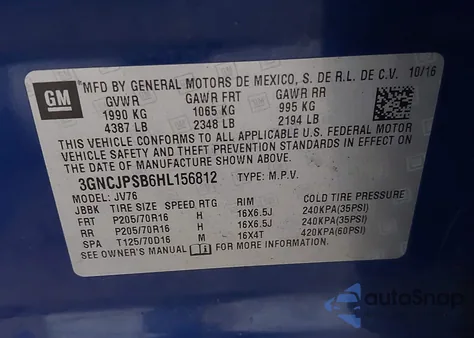 GM
MFD BY GENERAL MOTORS DE MEXICO, S. DE R.L. DE C.V. 10/16
GVWR GAWR FRT GAWR RR
1990 KG 1065 KG 995 KG
4387 LB 2348 LB 2194 LB
THIS VEHICLE CONFORMS TO ALL APPLICABLE U.S. FEDERAL MOTOR
VEHICLE SAFETY AND THEFT PREVENTION STANDARDS IN EFFECT ON
THE DATE OF MANUFACTURE SHOWN ABOVE.
3GNCJPSB6HL156812 TYPE: M.P.V.
MODEL: JV76
JBBK TIRE SIZE SPEED RTG RIM COLD TIRE PRESSURE
FRT P205/70R16 H 16X6.5J 240KPA(35PSI)
RR P205/70R16 H 16X6.5J 240KPA(35PSI)
SPA T125/70D16 M 16X4T 420KPA(60PSI)
SEE OWNER'S MANUAL FOR ADDITIONAL INFORMATION.
autoSnap